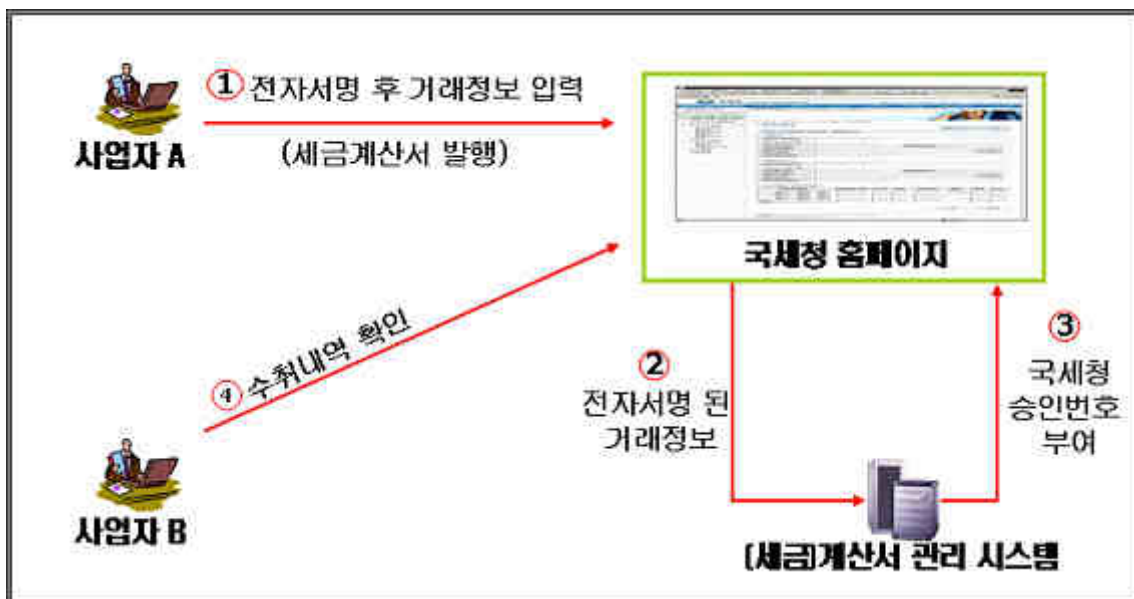 ① 전자서명 후 거래정보 입력
사업자 A
(세금계산서 발행)
국세청 홈페이지
④ 수취내역 확인
②
전자서명 된
거래정보
③
국세청
승인번호
부여
사업자 B
(세금)계산서 관리 시스템